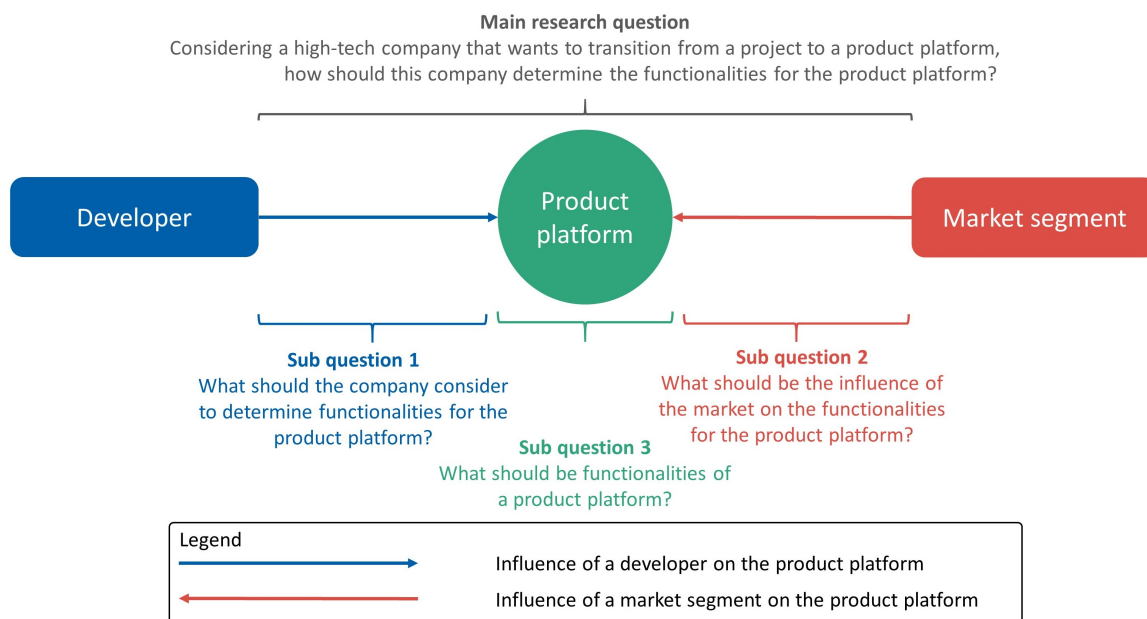 Main research question
Considering a high-tech company that wants to transition from a project to a product platform,
how should this company determine the functionalities for the product platform?
Developer
Product
platform
Market segment
Sub question 1
What should the company consider
to determine functionalities for the
product platform?
Sub question 2
What should be the influence of
the market on the functionalities
for the product platform?
Sub question 3
What should be functionalities of
a product platform?
Legend
Influence of a developer on the product platform
Influence of a market segment on the product platform